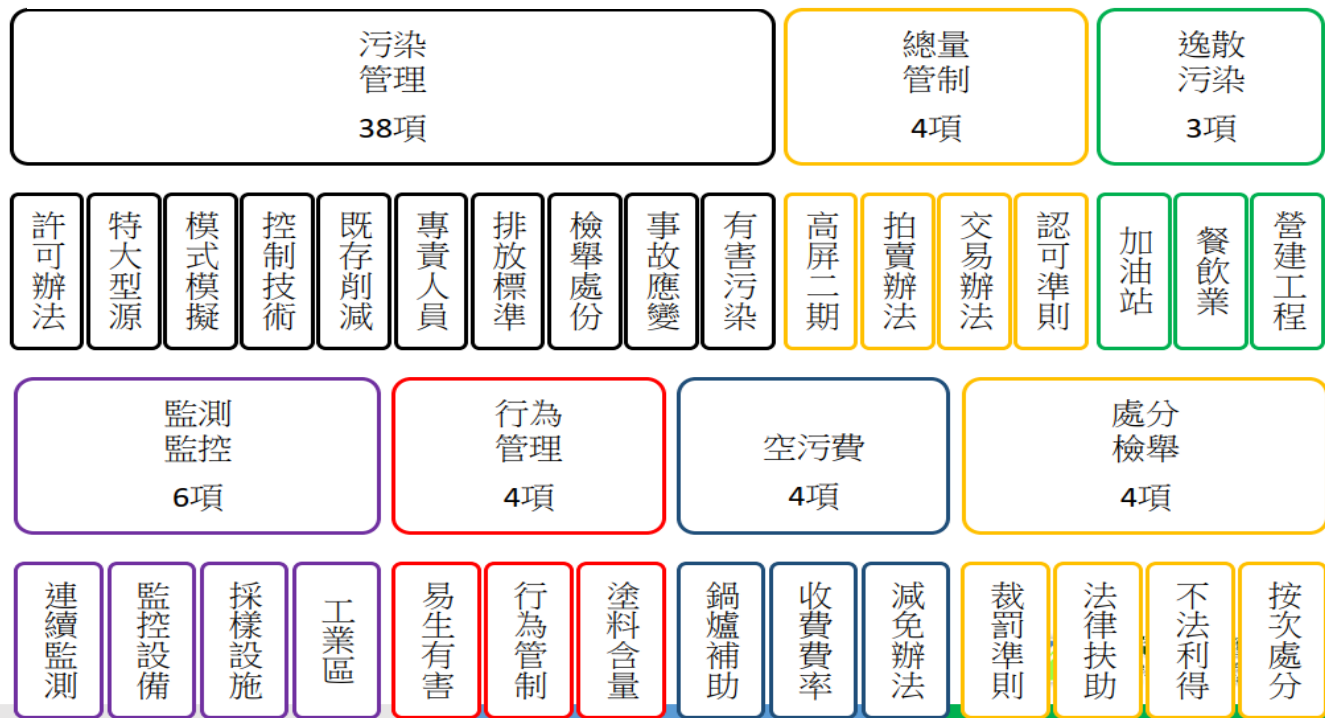 污染
管理
38項
總量
管制
4項
逸散
污染
3項
許可辦法
特大型源
模式模擬
控制技術
既存削減
專責人員
排放標準
檢舉處份
事故應變
有害污染
高屏二期
拍賣辦法
交易辦法
認可準則
加油站
餐飲業
營建工程
監測
監控
6項
行為
管理
4項
空污費
4項
處分
檢舉
4項
連續監測
監控設備
採樣設施
工業區
易生有害
行為管制
塗料含量
鍋爐補助
收費費率
減免辦法
裁罰準則
法律扶助
不法利得
按次處分